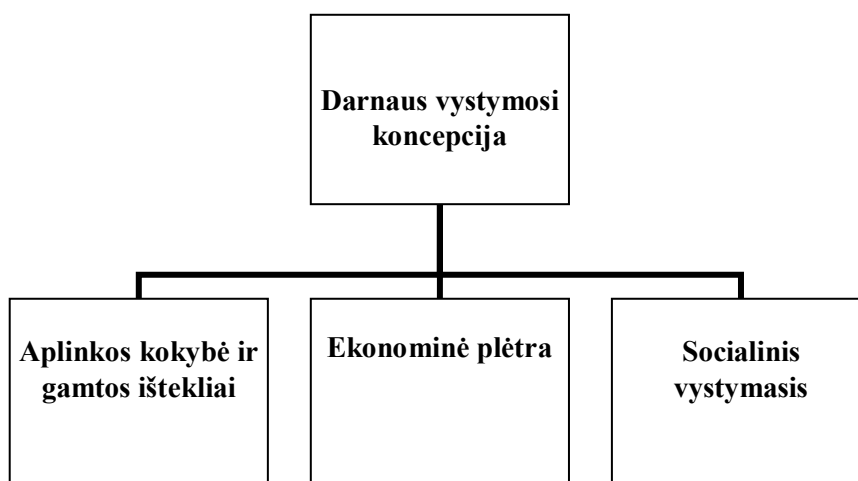 Darnaus vystymosi
koncepcija
Aplinkos kokybė ir
gamtos ištekliai
Ekonominė plėtra
Socialinis
vystymasis